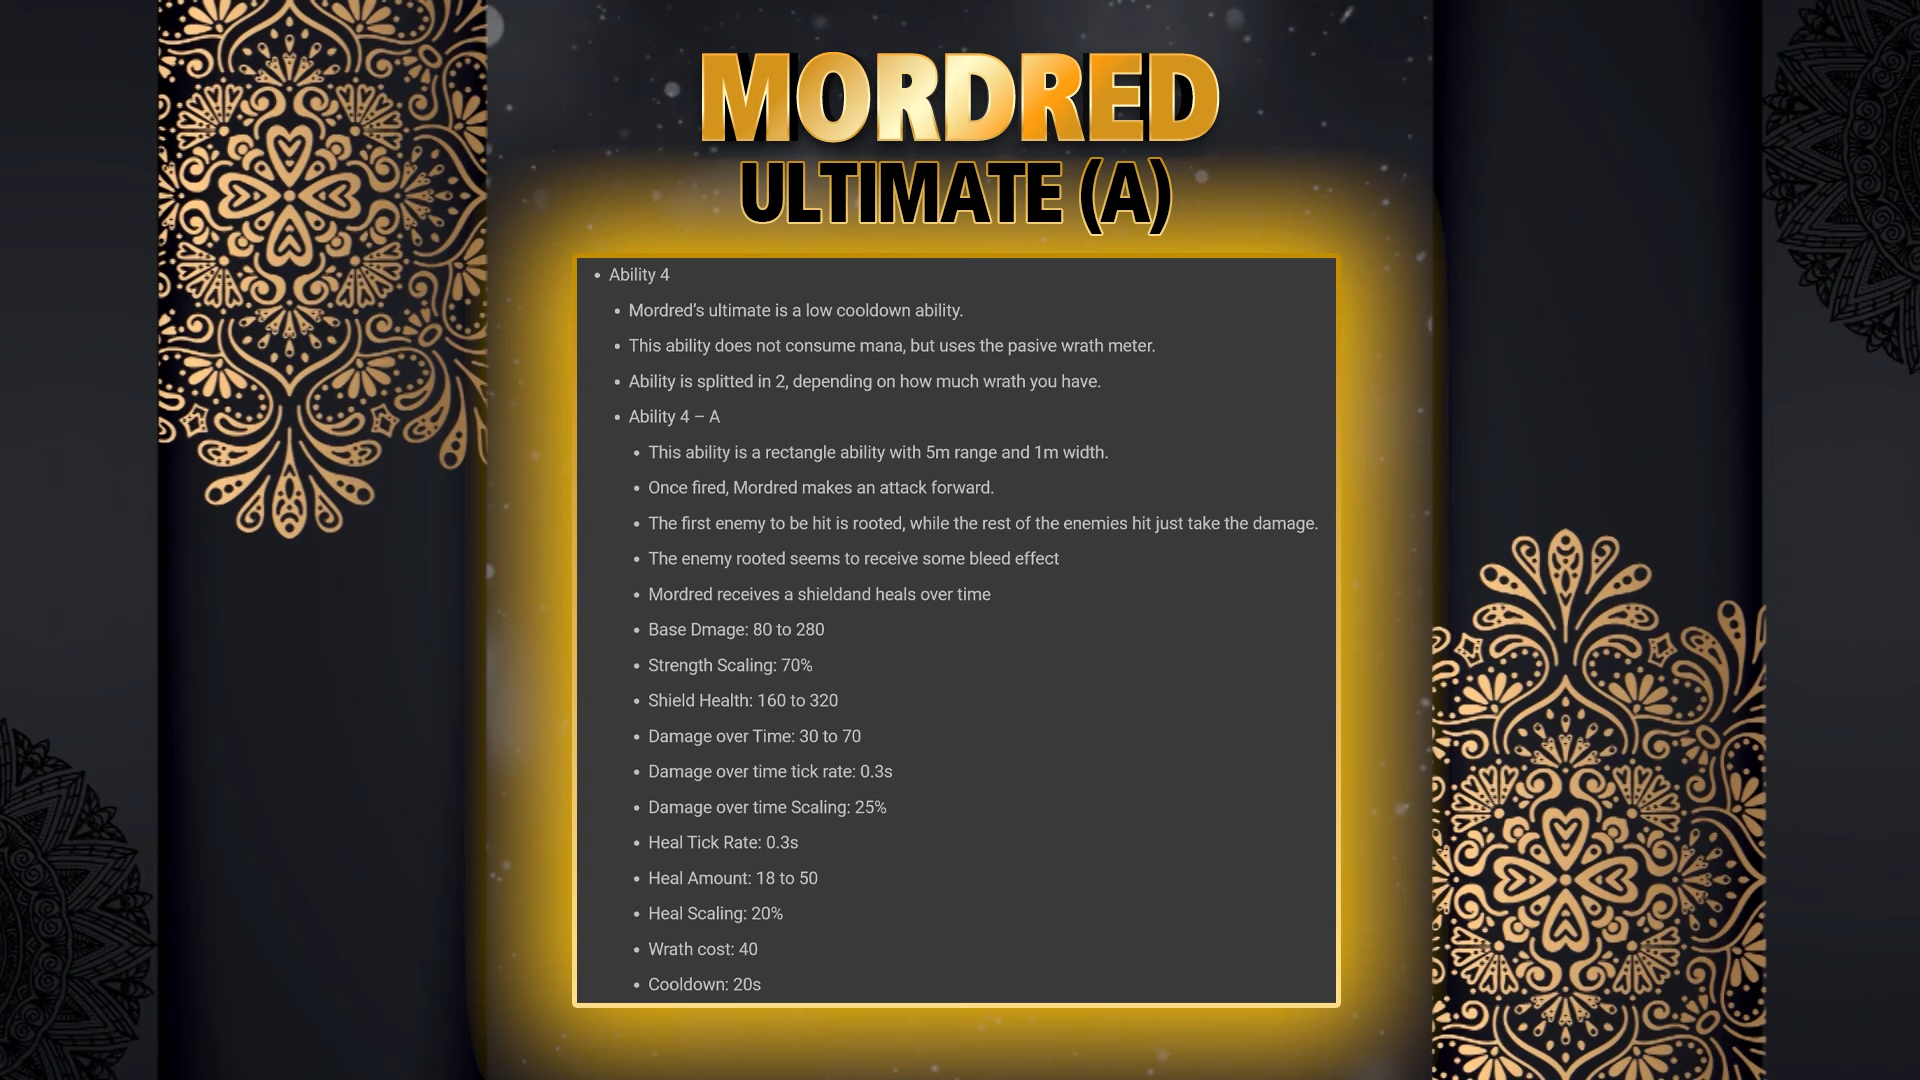 MORDRED
ULTIMATE (A)
• Ability 4
• Mordred’s ultimate is a low cooldown ability.
• This ability does not consume mana, but uses the pasive wrath meter.
• Ability is splitted in 2, depending on how much wrath you have.
• Ability 4 – A
• This ability is a rectangle ability with 5m range and 1m width.
• Once fired, Mordred makes an attack forward.
• The first enemy to be hit is rooted, while the rest of the enemies hit just take the damage.
• The enemy rooted seems to receive some bleed effect
• Mordred receives a shieldand heals over time
• Base Dmage: 80 to 280
• Strength Scaling: 70%
• Shield Health: 160 to 320
• Damage over Time: 30 to 70
• Damage over time tick rate: 0.3s
• Damage over time Scaling: 25%
• Heal Tick Rate: 0.3s
• Heal Amount: 18 to 50
• Heal Scaling: 20%
• Wrath cost: 40
• Cooldown: 20s